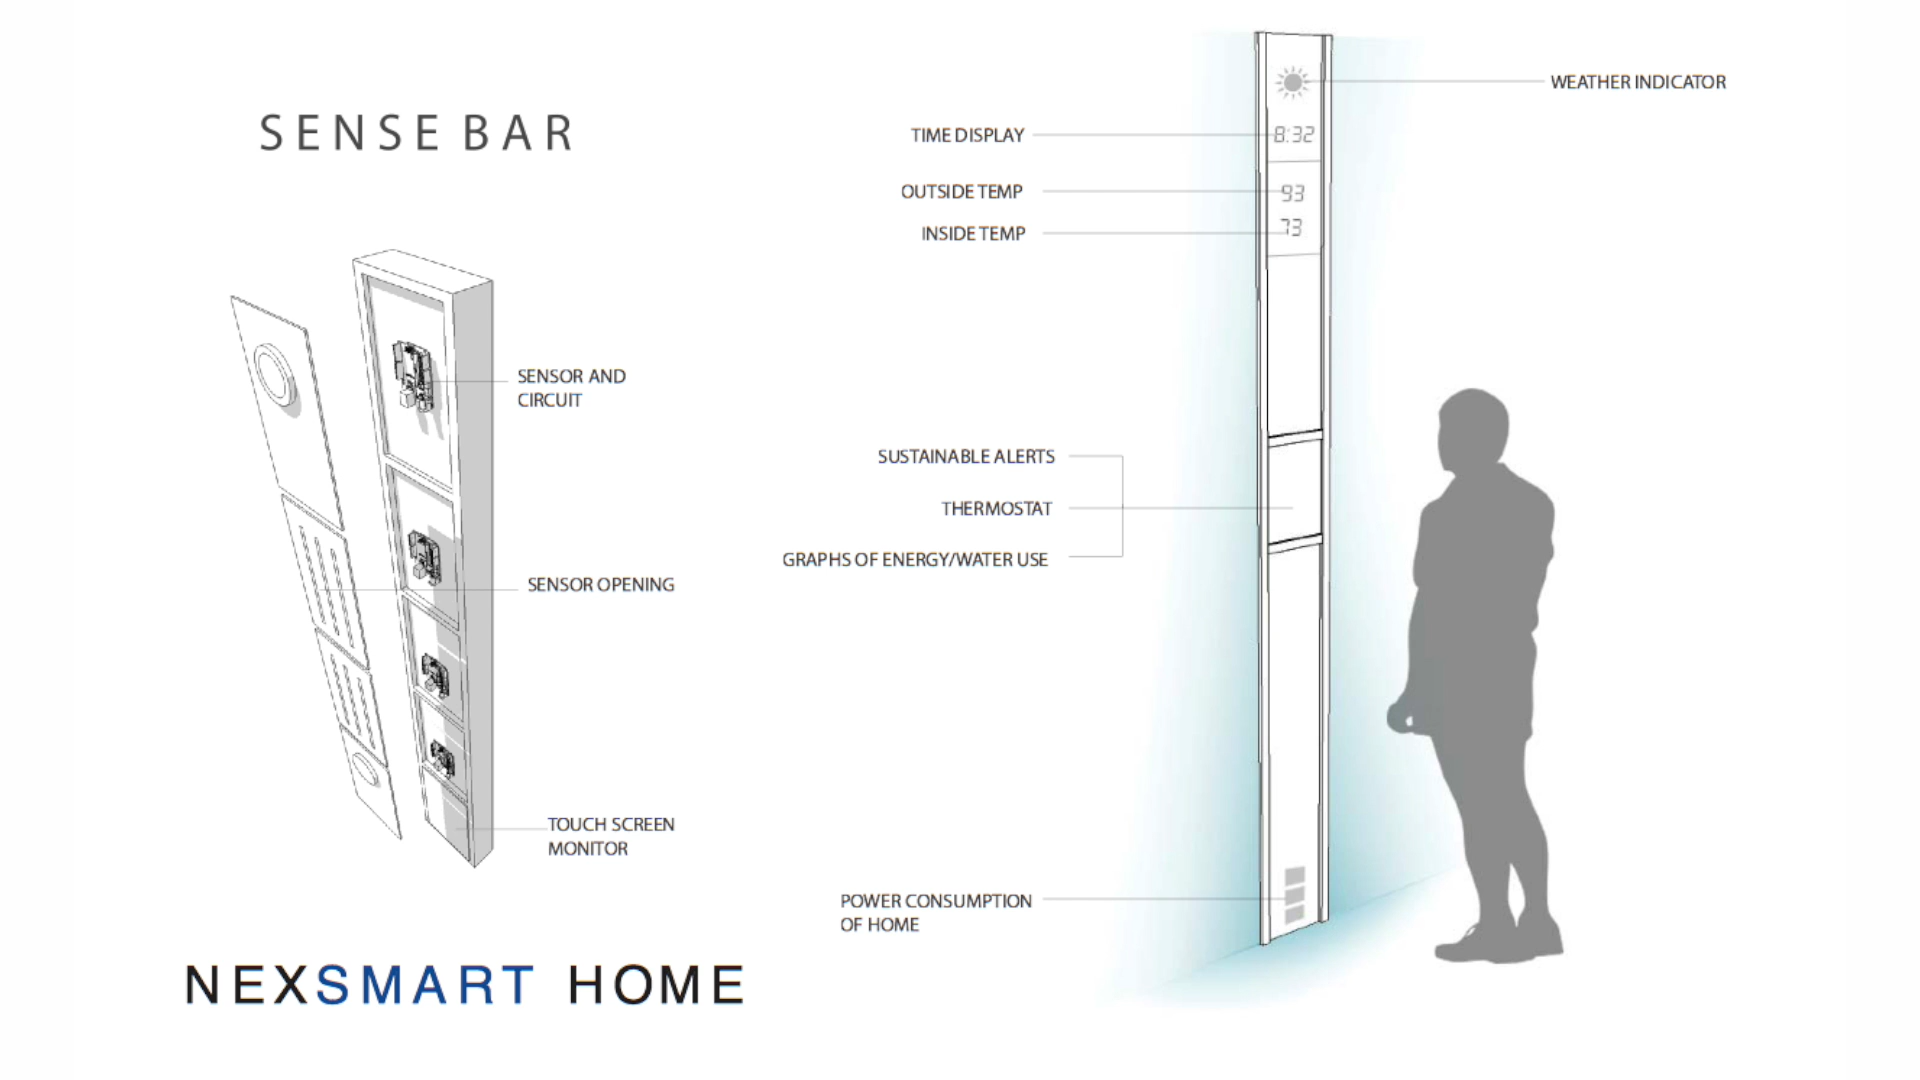 SENSE BAR
SENSOR AND
CIRCUIT
SENSOR OPENING
TOUCH SCREEN
MONITOR
NEXSMART HOME
WEATHER INDICATOR
TIME DISPLAY
8:32
OUTSIDE TEMP
93
INSIDE TEMP
73
SUSTAINABLE ALERTS
THERMOSTAT
GRAPHS OF ENERGY/WATER USE
POWER CONSUMPTION
OF HOME